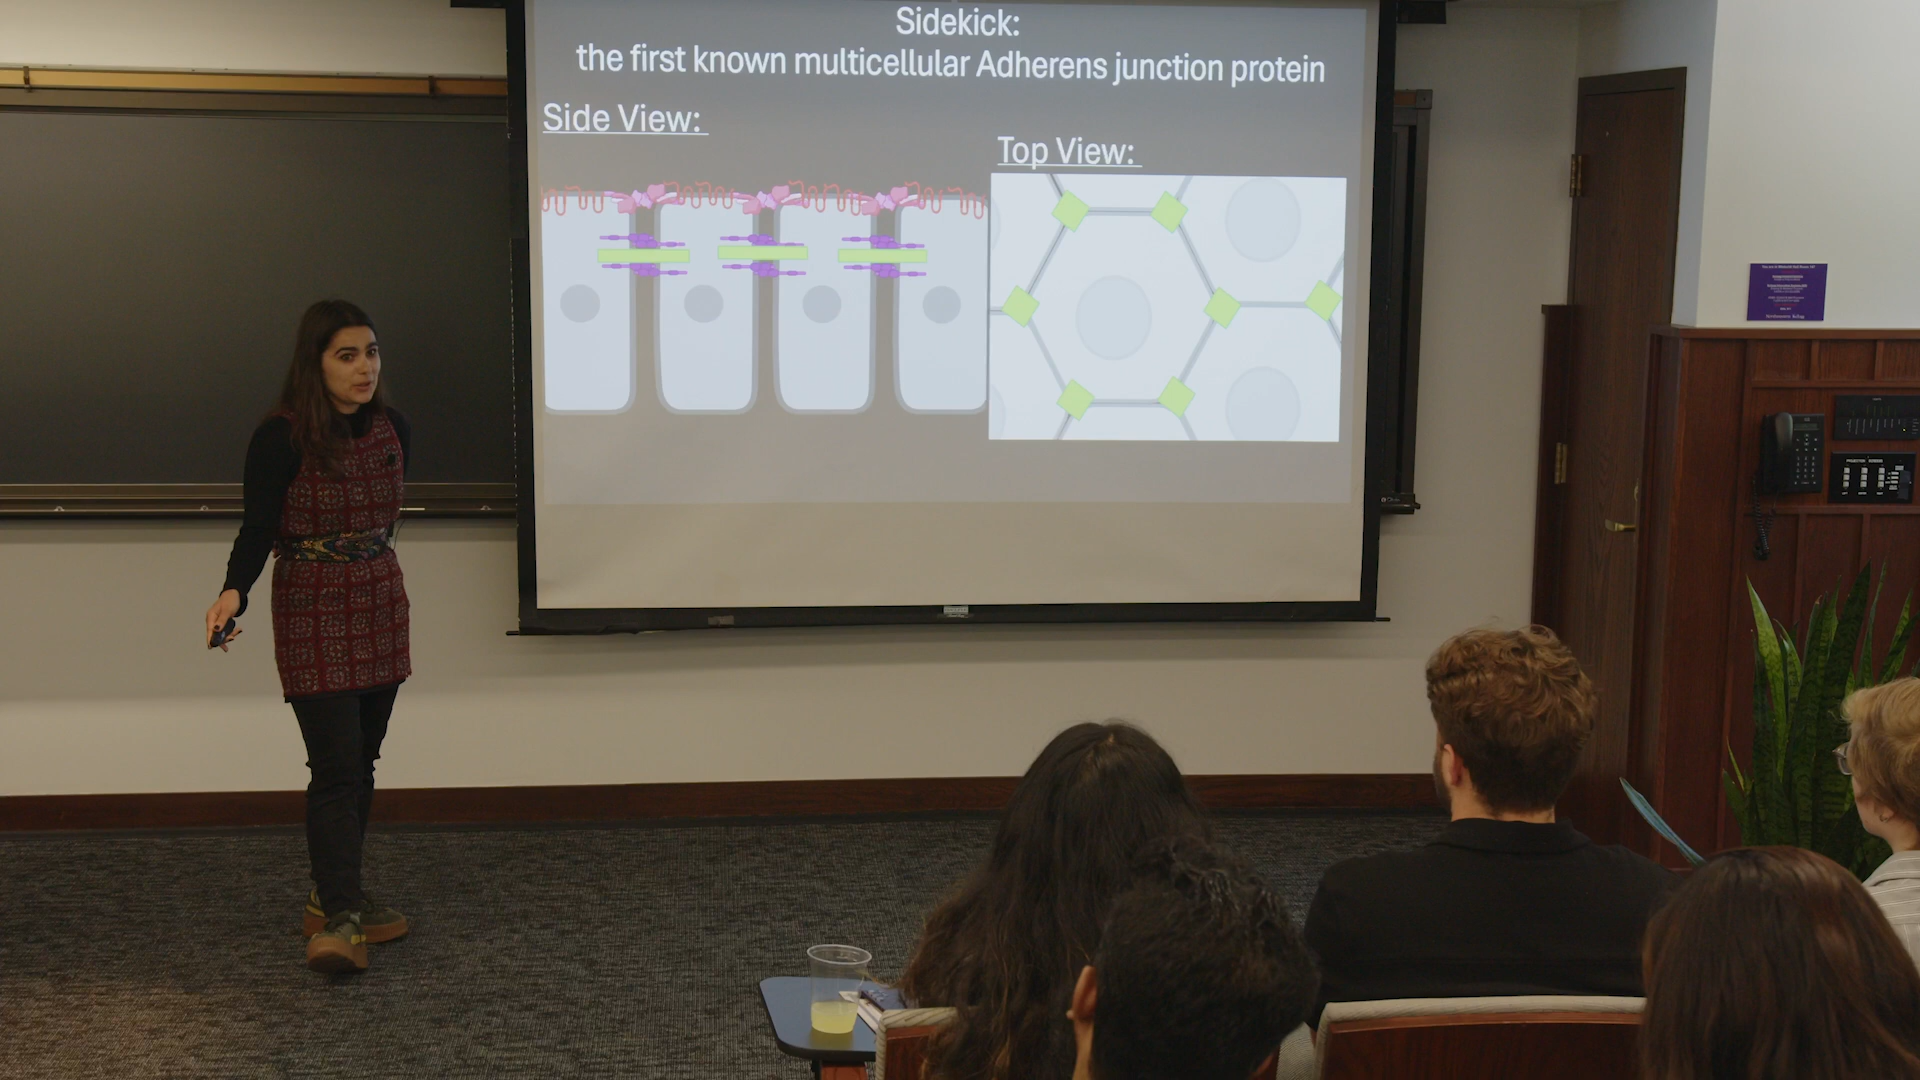 Sidekick:
the first known multicellular Adherens junction protein
Side View:
Top View: